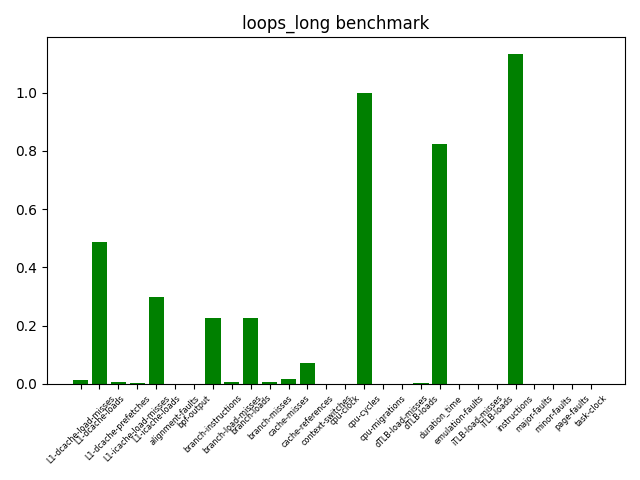 loops_long benchmark
1.0
0.8
0.6
0.4
0.2
0.0
L1-dcache-load-misses
L1-dcache-loads
L1-dcache-prefetches
L1-icache-load-misses
L1-icache-loads
alignment-faults
bpf-output
branch-instructions
branch-load-misses
branch-loads
branch-misses
cache-misses
cache-references
context-switches
cpu-clock
cpu-cycles
cpu-migrations
dTLB-load-misses
dTLB-loads
duration_time
emulation-faults
iTLB-load-misses
iTLB-loads
instructions
major-faults
minor-faults
page-faults
task-clock